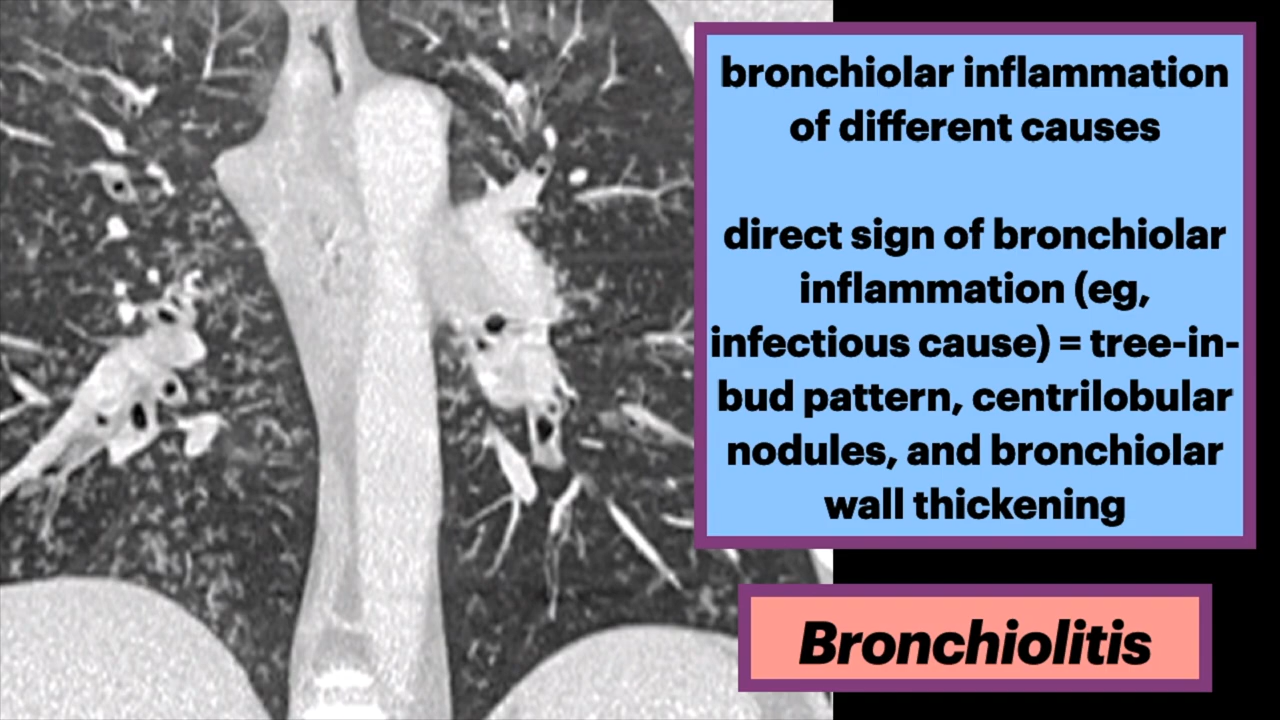 bronchiolar inflammation
of different causes
direct sign of bronchiolar
inflammation (eg,
infectious cause) = tree-in-
bud pattern, centrilobular
nodules, and bronchiolar
wall thickening
Bronchiolitis